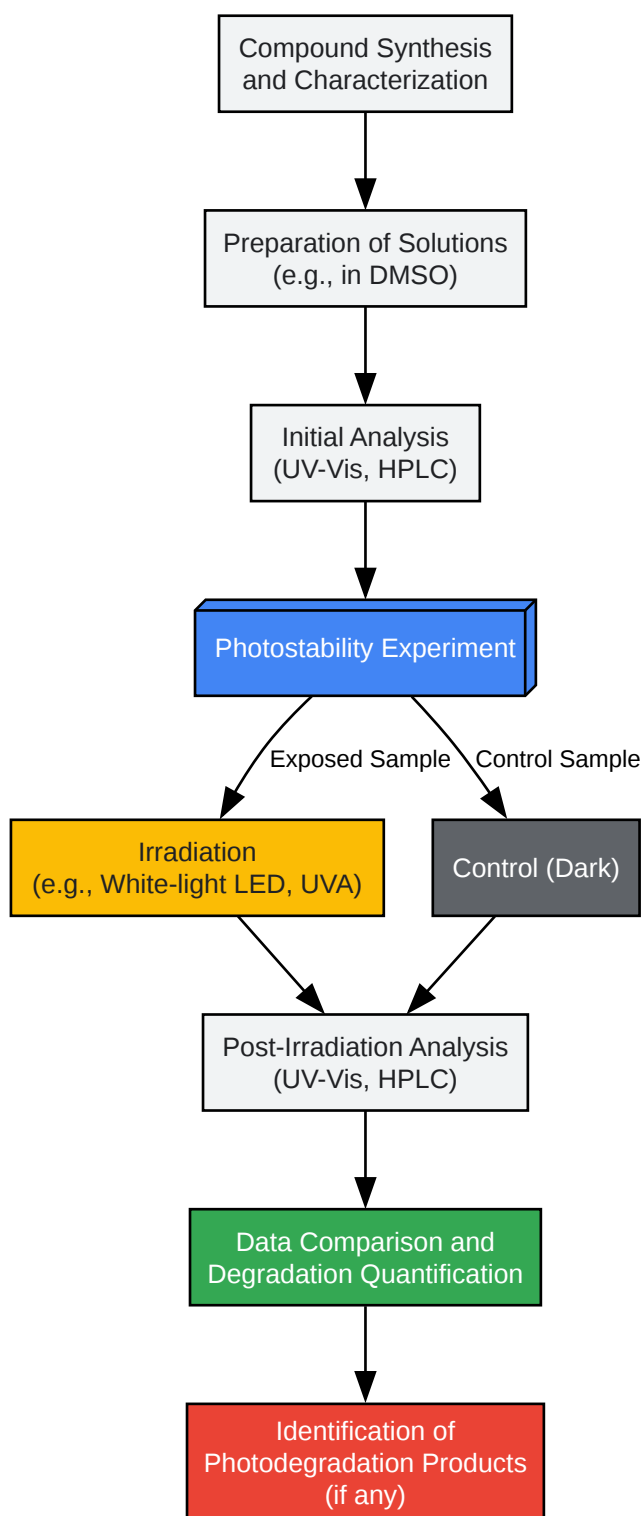 Compound Synthesis
and Characterization
Preparation of Solutions
(e.g., in DMSO)
Initial Analysis
(UV-Vis, HPLC)
Photostability Experiment
Exposed Sample
Control Sample
Irradiation
(e.g., White-light LED, UVA)
Control (Dark)
Post-Irradiation Analysis
(UV-Vis, HPLC)
Data Comparison and
Degradation Quantification
Identification of
Photodegradation Products
(if any)